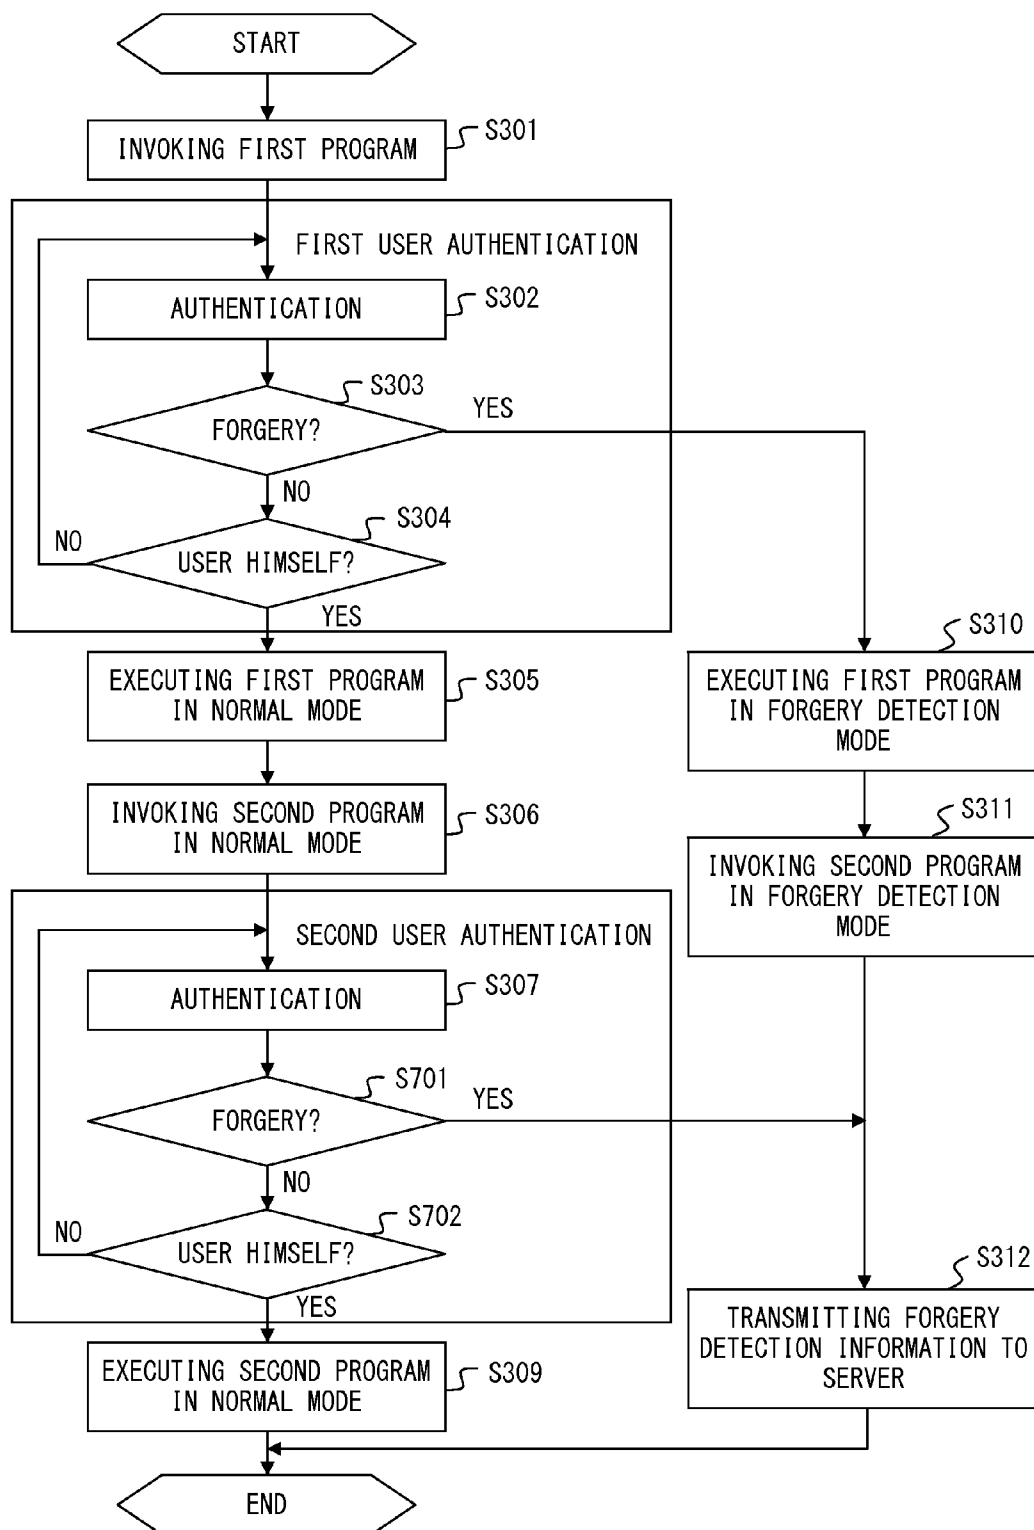 START
INVOKING FIRST PROGRAM
S301
FIRST USER AUTHENTICATION
AUTHENTICATION
S302
FORGERY?
S303
YES
NO
USER HIMSELF?
S304
NO
YES
EXECUTING FIRST PROGRAM
IN NORMAL MODE
S305
S310
EXECUTING FIRST PROGRAM
IN FORGERY DETECTION
MODE
INVOKING SECOND PROGRAM
IN NORMAL MODE
S306
S311
INVOKING SECOND PROGRAM
IN FORGERY DETECTION
MODE
SECOND USER AUTHENTICATION
AUTHENTICATION
S307
FORGERY?
S701
YES
NO
USER HIMSELF?
S702
NO
YES
S312
TRANSMITTING FORGERY
DETECTION INFORMATION TO
SERVER
EXECUTING SECOND PROGRAM
IN NORMAL MODE
S309
END